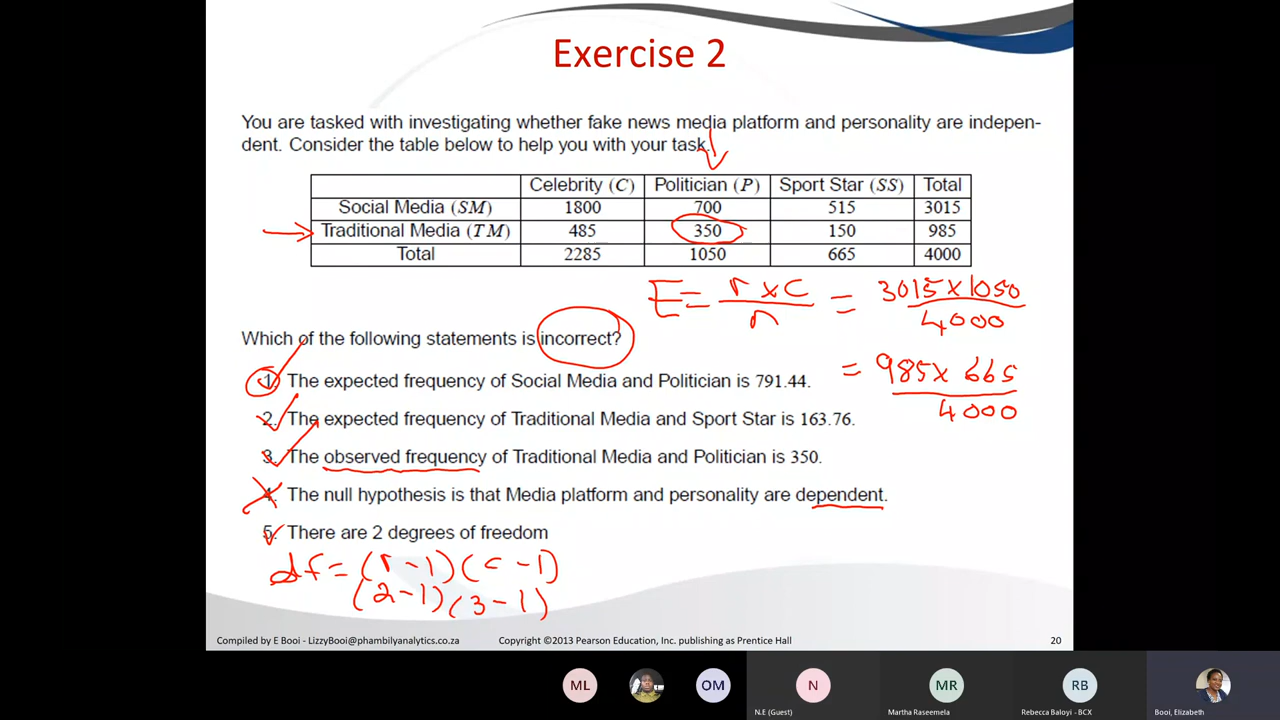 Exercise 2
You are tasked with investigating whether fake news media platform and personality are indepen-
dent. Consider the table below to help you with your task.
Celebrity (C) Politician (P) Sport Star (SS) Total
Social Media (SM) 1800 700 515 3015
Traditional Media (TM) 485 350 150 985
Total 2285 1050 665 4000
E = r x c / n = 3015 x 1050 / 4000
Which of the following statements is incorrect?
1. The expected frequency of Social Media and Politician is 791.44.
= 985 x 665 / 4000
2. The expected frequency of Traditional Media and Sport Star is 163.76.
3. The observed frequency of Traditional Media and Politician is 350.
4. The null hypothesis is that Media platform and personality are dependent.
5. There are 2 degrees of freedom
df = (r - 1) (c - 1)
(2 - 1) (3 - 1)
Compiled by E Booi - LizzyBooi@phambilyanalytics.co.za Copyright ©2013 Pearson Education, Inc. publishing as Prentice Hall 20
ML OM N MR RB
N.E (Guest) Martha Raseemela Rebecca Baloyi - BCX Booi, Elizabeth